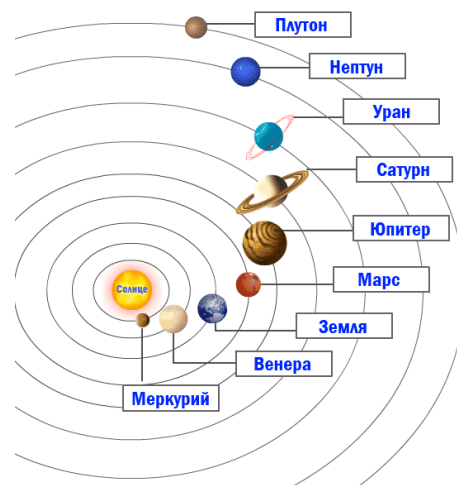 Плутон
Нептун
Уран
Сатурн
Юпитер
Марс
Солнце
Земля
Венера
Меркурий